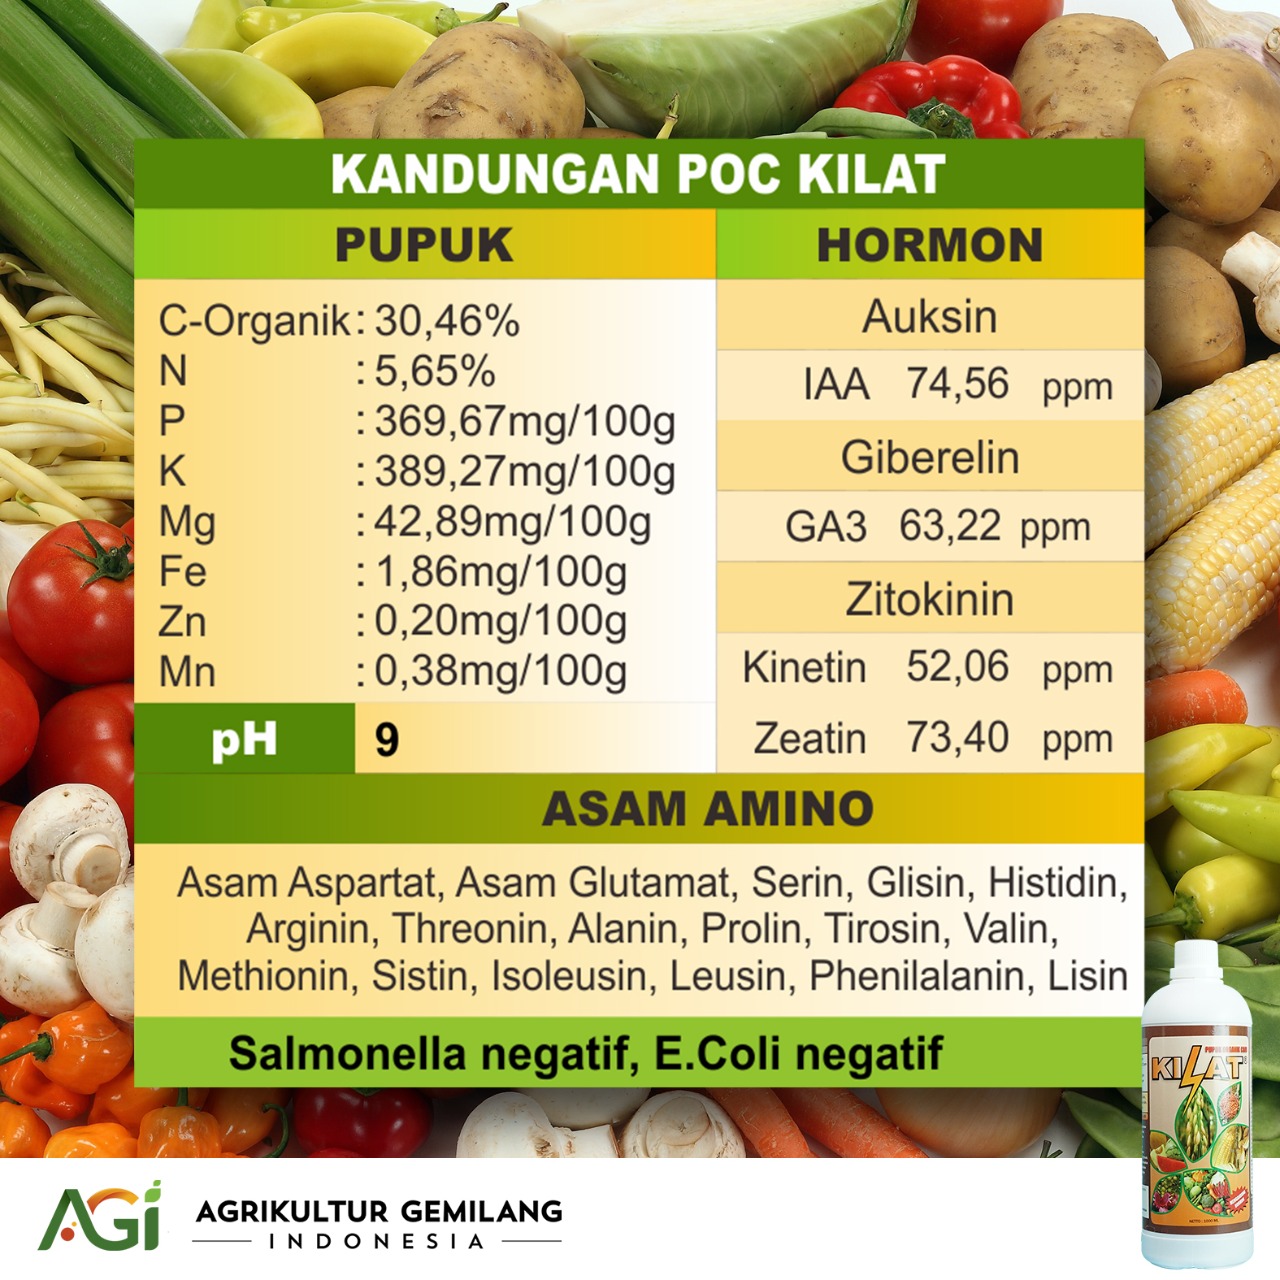 KANDUNGAN POC KILAT
PUPUK
HORMON
C-Organik : 30,46%
N : 5,65%
P : 369,67mg/100g
K : 389,27mg/100g
Mg : 42,89mg/100g
Fe : 1,86mg/100g
Zn : 0,20mg/100g
Mn : 0,38mg/100g
pH 9
Auksin
IAA 74,56 ppm
Giberelin
GA3 63,22 ppm
Zitokinin
Kinetin 52,06 ppm
Zeatin 73,40 ppm
ASAM AMINO
Asam Aspartat, Asam Glutamat, Serin, Glisin, Histidin,
Arginin, Threonin, Alanin, Prolin, Tirosin, Valin,
Methionin, Sistin, Isoleusin, Leusin, Phenilalanin, Lisin
Salmonella negatif, E.Coli negatif
KILAT
AGI
AGRIKULTUR GEMILANG
INDONESIA